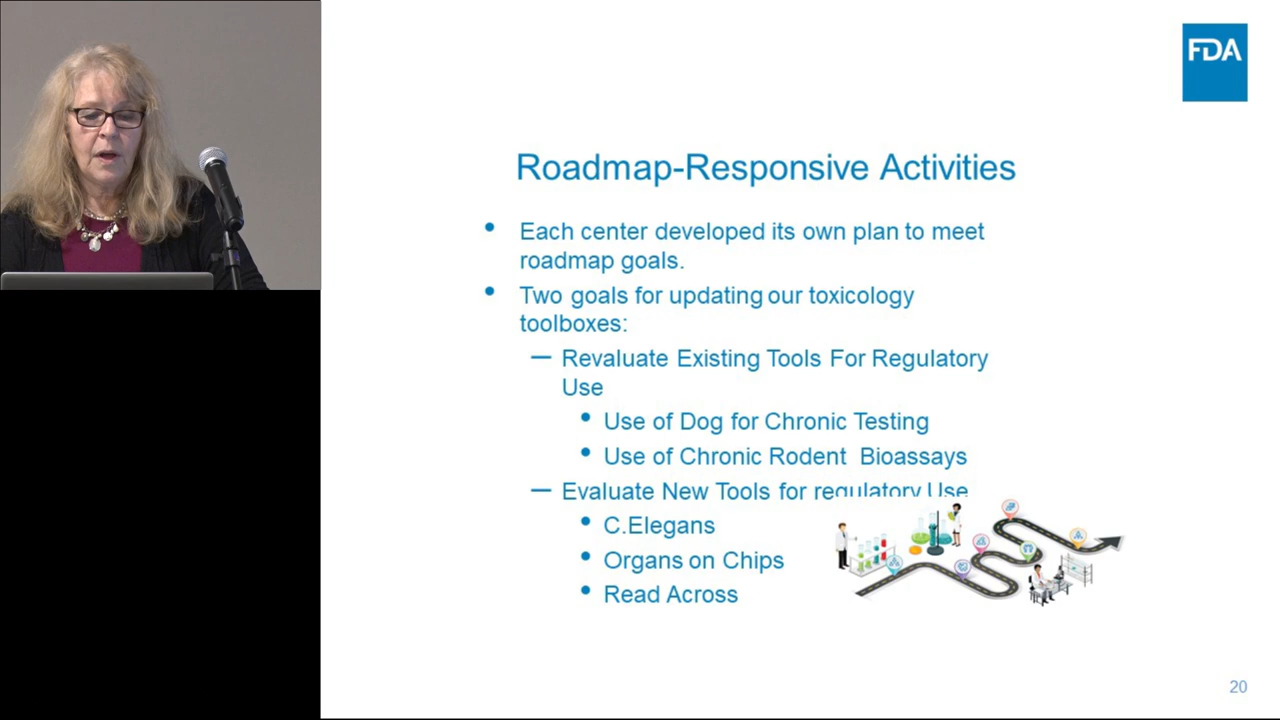 FDA
Roadmap-Responsive Activities
• Each center developed its own plan to meet
roadmap goals.
• Two goals for updating our toxicology
toolboxes:
— Revaluate Existing Tools For Regulatory
Use
• Use of Dog for Chronic Testing
• Use of Chronic Rodent Bioassays
— Evaluate New Tools for regulatory Use
• C.Elegans
• Organs on Chips
• Read Across
20